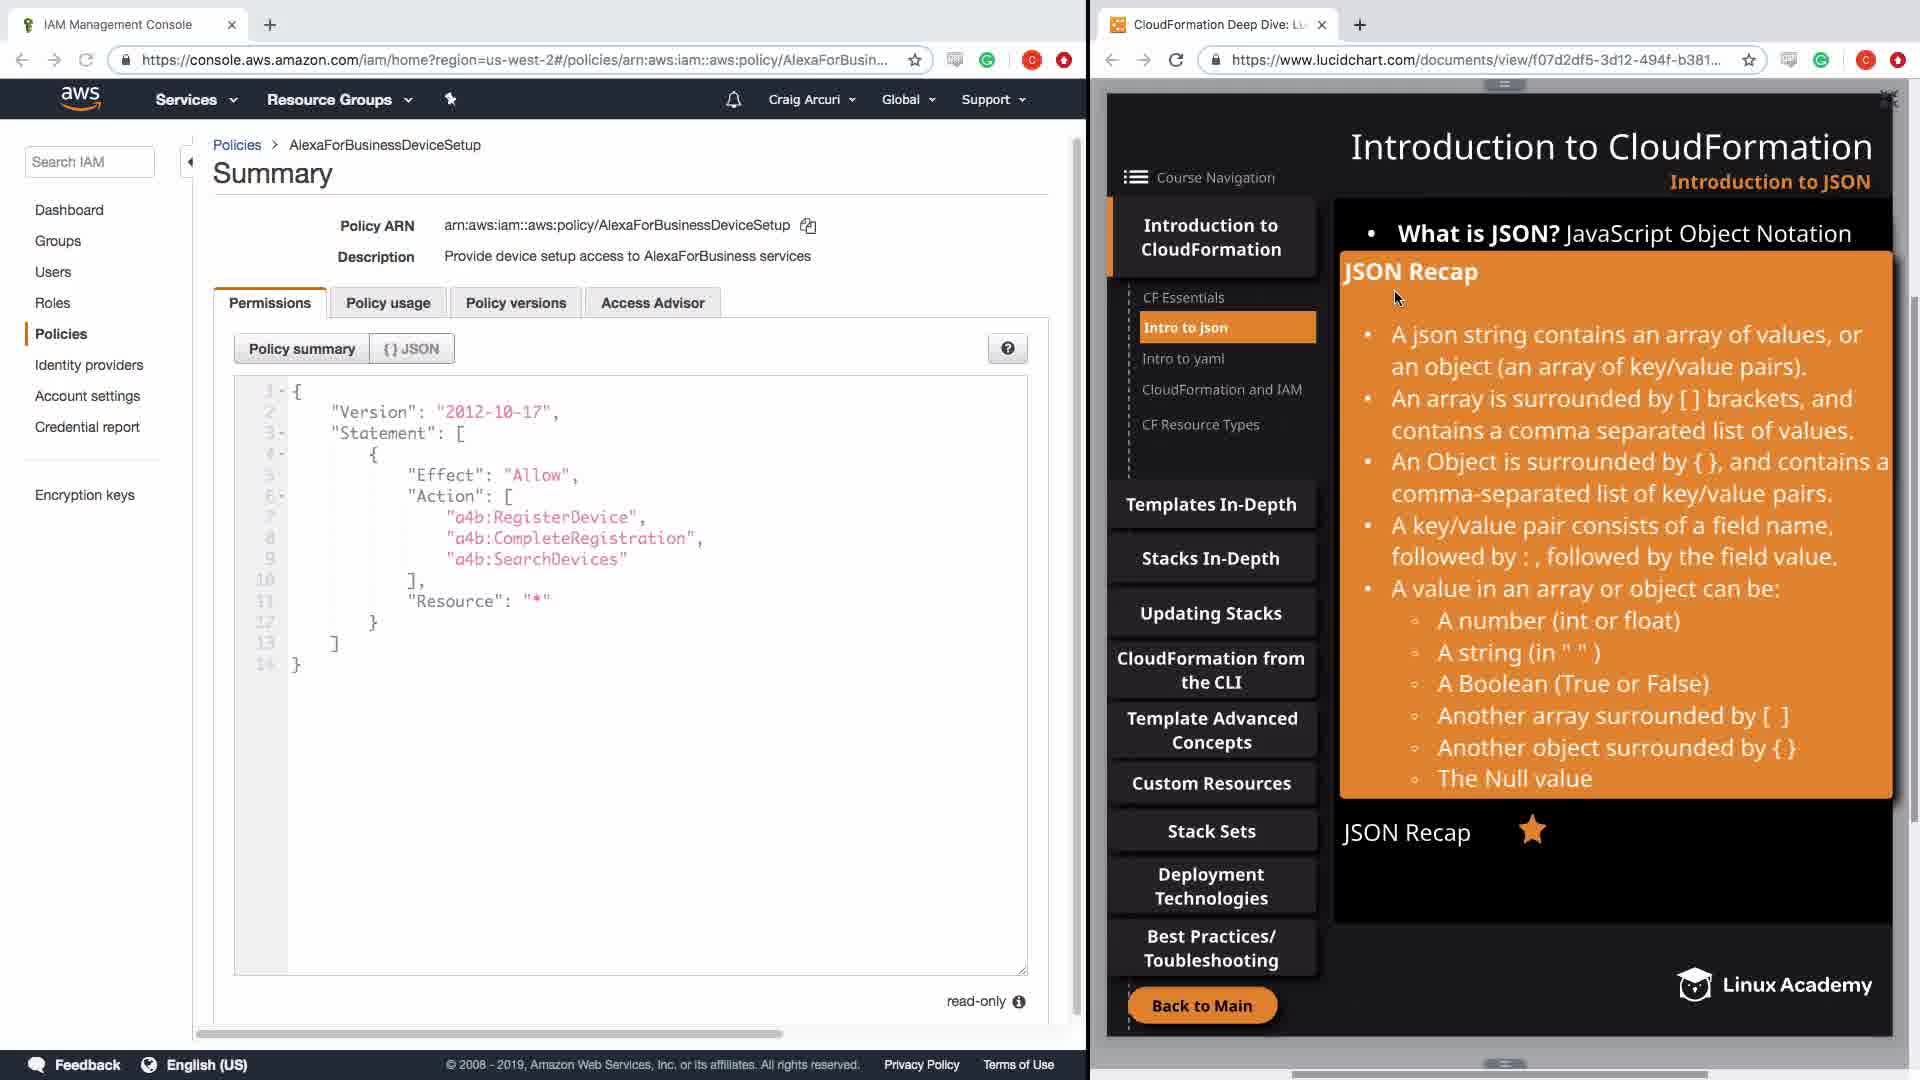 IAM Management Console
https://console.aws.amazon.com/iam/home?region=us-west-2#/policies/arn:aws:iam::aws:policy/AlexaForBusin...
C
aws
Services
Resource Groups
Craig Arcuri
Global
Support
Search IAM
Dashboard
Groups
Users
Roles
Policies
Identity providers
Account settings
Credential report
Encryption keys
Policies > AlexaForBusinessDeviceSetup
Summary
Policy ARN arn:aws:iam::aws:policy/AlexaForBusinessDeviceSetup
Description Provide device setup access to AlexaForBusiness services
Permissions
Policy usage
Policy versions
Access Advisor
Policy summary
{ } JSON
?
1 {
2 "Version": "2012-10-17",
3 "Statement": [
4 {
5 "Effect": "Allow",
6 "Action": [
7 "a4b:RegisterDevice",
8 "a4b:CompleteRegistration",
9 "a4b:SearchDevices"
10 ],
11 "Resource": "*"
12 }
13 ]
14 }
read-only
Feedback
English (US)
© 2008 - 2019, Amazon Web Services, Inc. or its affiliates. All rights reserved.
Privacy Policy
Terms of Use
CloudFormation Deep Dive: Lu
https://www.lucidchart.com/documents/view/f07d2df5-3d12-494f-b381...
C
Introduction to CloudFormation
Introduction to JSON
Course Navigation
Introduction to
CloudFormation
CF Essentials
Intro to json
Intro to yaml
CloudFormation and IAM
CF Resource Types
Templates In-Depth
Stacks In-Depth
Updating Stacks
CloudFormation from
the CLI
Template Advanced
Concepts
Custom Resources
Stack Sets
Deployment
Technologies
Best Practices/
Toubleshooting
Back to Main
• What is JSON? JavaScript Object Notation
JSON Recap
• A json string contains an array of values, or
an object (an array of key/value pairs).
• An array is surrounded by [ ] brackets, and
contains a comma separated list of values.
• An Object is surrounded by { }, and contains a
comma-separated list of key/value pairs.
• A key/value pair consists of a field name,
followed by : , followed by the field value.
• A value in an array or object can be:
◦ A number (int or float)
◦ A string (in " " )
◦ A Boolean (True or False)
◦ Another array surrounded by [ ]
◦ Another object surrounded by { }
◦ The Null value
JSON Recap
Linux Academy